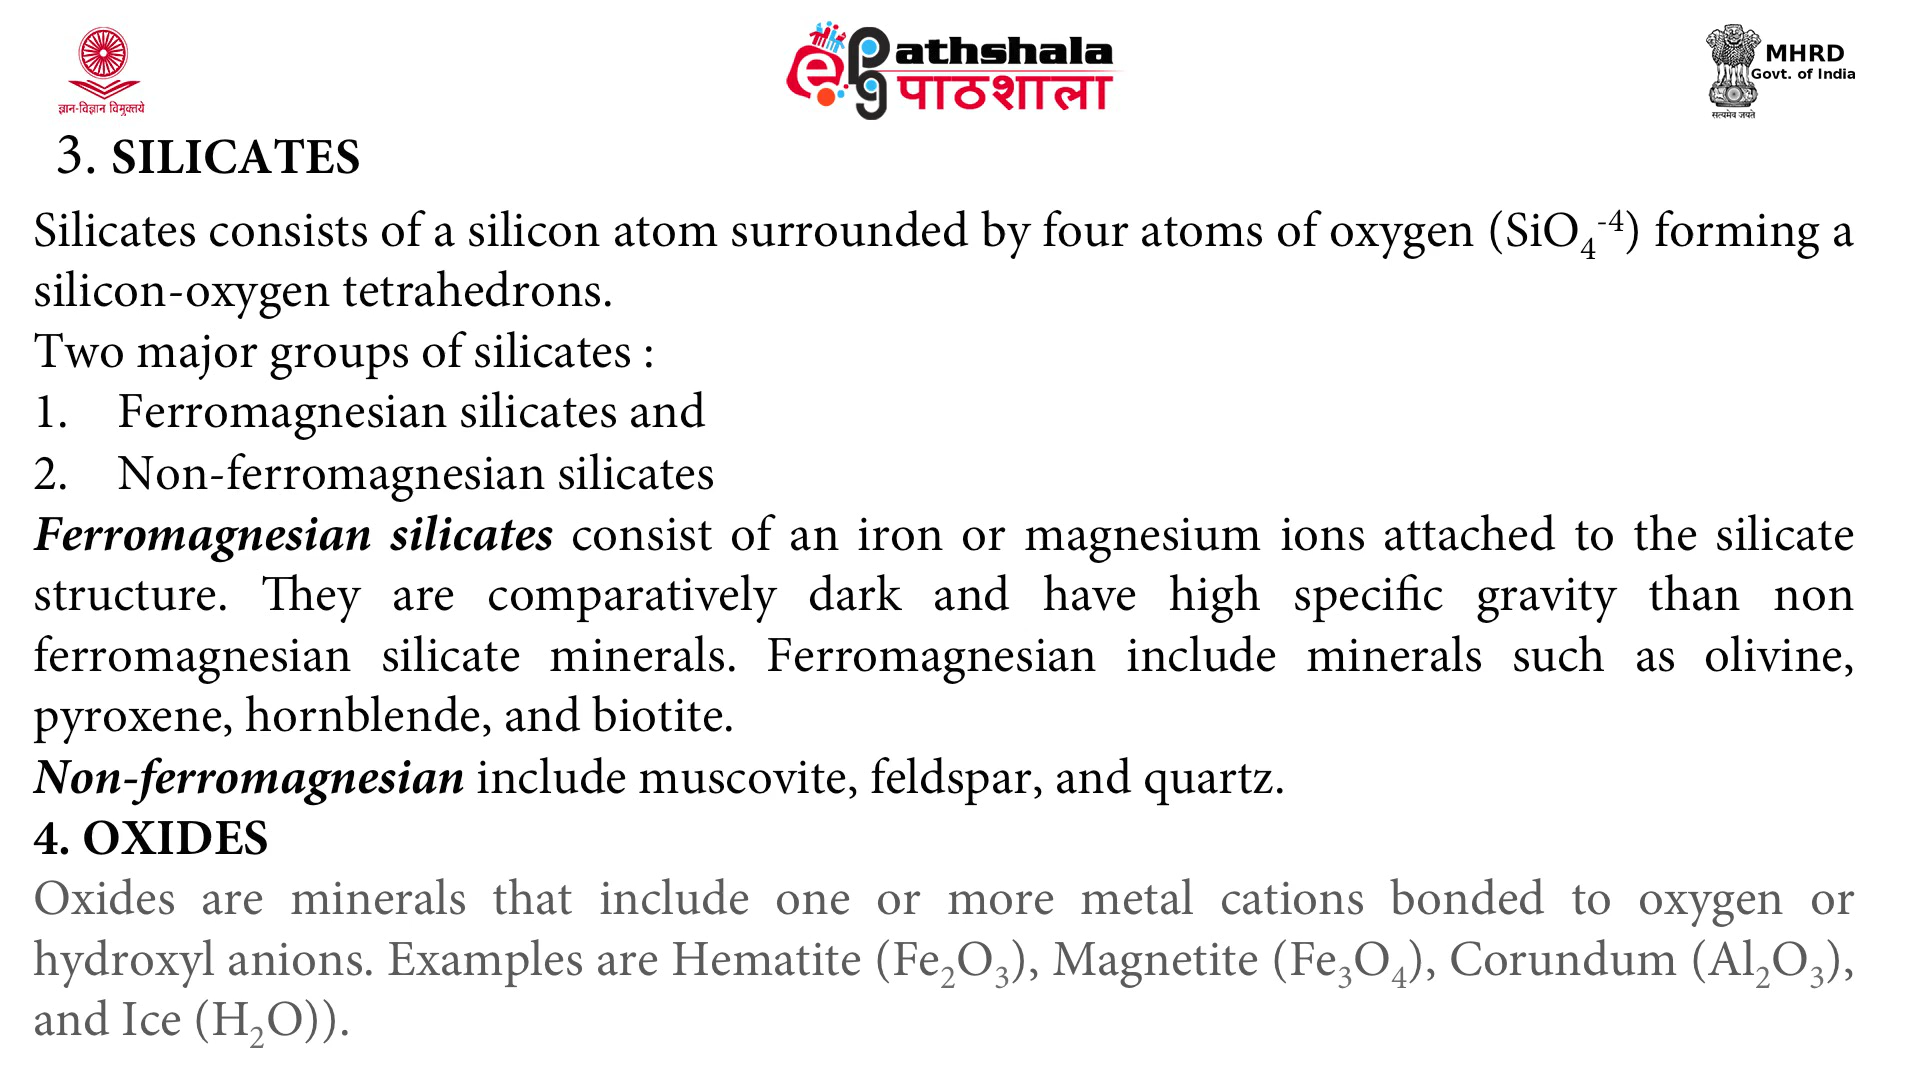 ज्ञान-विज्ञान विमुक्तये
ePgathshala
पाठशाला
MHRD
Govt. of India
सत्यमेव जयते
3. SILICATES
Silicates consists of a silicon atom surrounded by four atoms of oxygen (SiO₄⁻⁴) forming a
silicon-oxygen tetrahedrons.
Two major groups of silicates :
1. Ferromagnesian silicates and
2. Non-ferromagnesian silicates
Ferromagnesian silicates consist of an iron or magnesium ions attached to the silicate
structure. They are comparatively dark and have high specific gravity than non
ferromagnesian silicate minerals. Ferromagnesian include minerals such as olivine,
pyroxene, hornblende, and biotite.
Non-ferromagnesian include muscovite, feldspar, and quartz.
4. OXIDES
Oxides are minerals that include one or more metal cations bonded to oxygen or
hydroxyl anions. Examples are Hematite (Fe₂O₃), Magnetite (Fe₃O₄), Corundum (Al₂O₃),
and Ice (H₂O)).